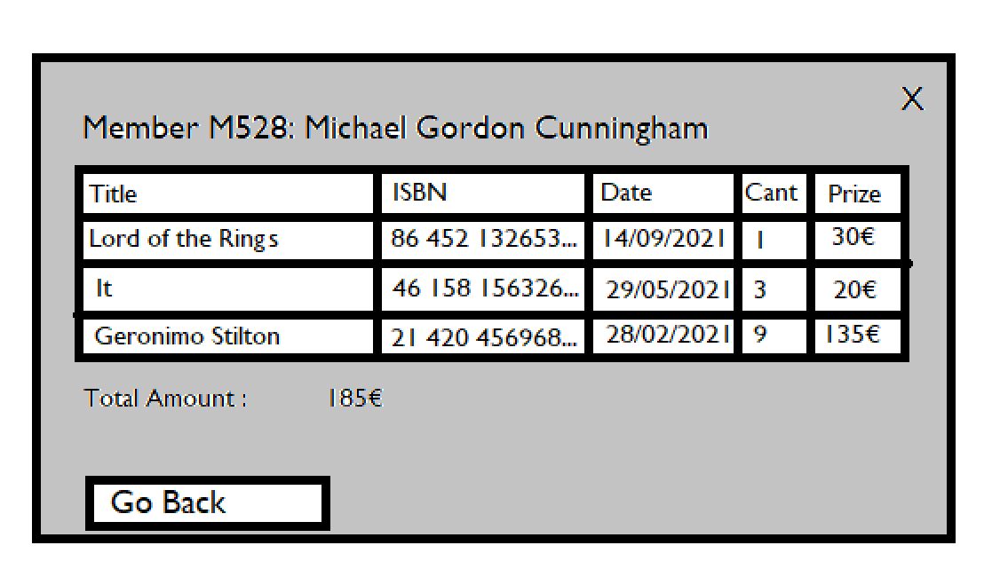 X
Member M528: Michael Gordon Cunningham
Title ISBN Date Cant Prize
Lord of the Rings 86 452 132653... 14/09/2021 1 30€
It 46 158 156326... 29/05/2021 3 20€
Geronimo Stilton 21 420 456968... 28/02/2021 9 135€
Total Amount : 185€
Go Back